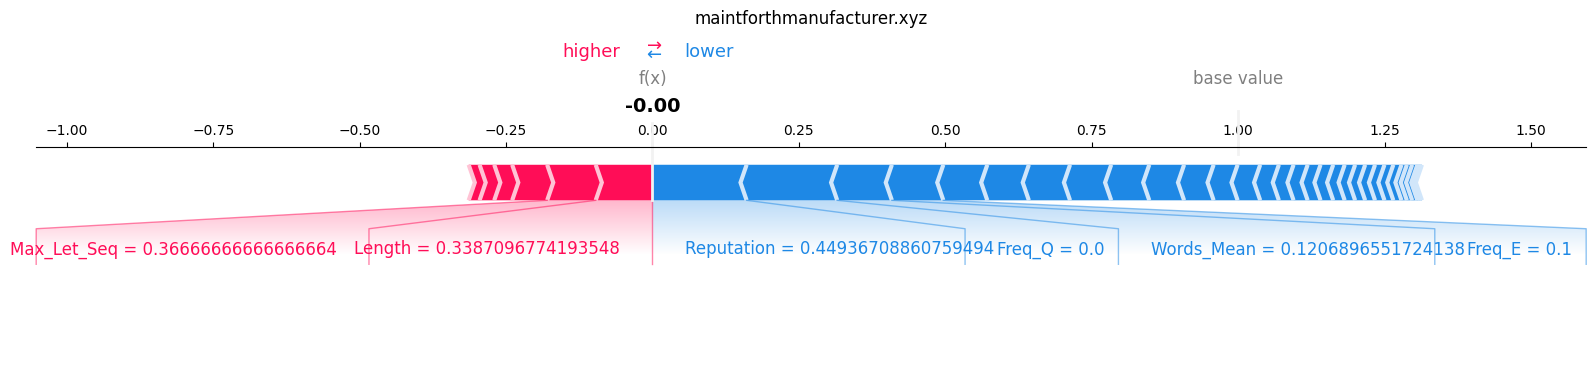 maintforthmanufacturer.xyz
higher ⇄ lower
f(x) base value
-0.00
−1.00 −0.75 −0.50 −0.25 0.00 0.25 0.50 0.75 1.00 1.25 1.50
Max_Let_Seq = 0.36666666666666664 Length = 0.3387096774193548 Reputation = 0.44936708860759494 Freq_Q = 0.0 Words_Mean = 0.1206896551724138 Freq_E = 0.1